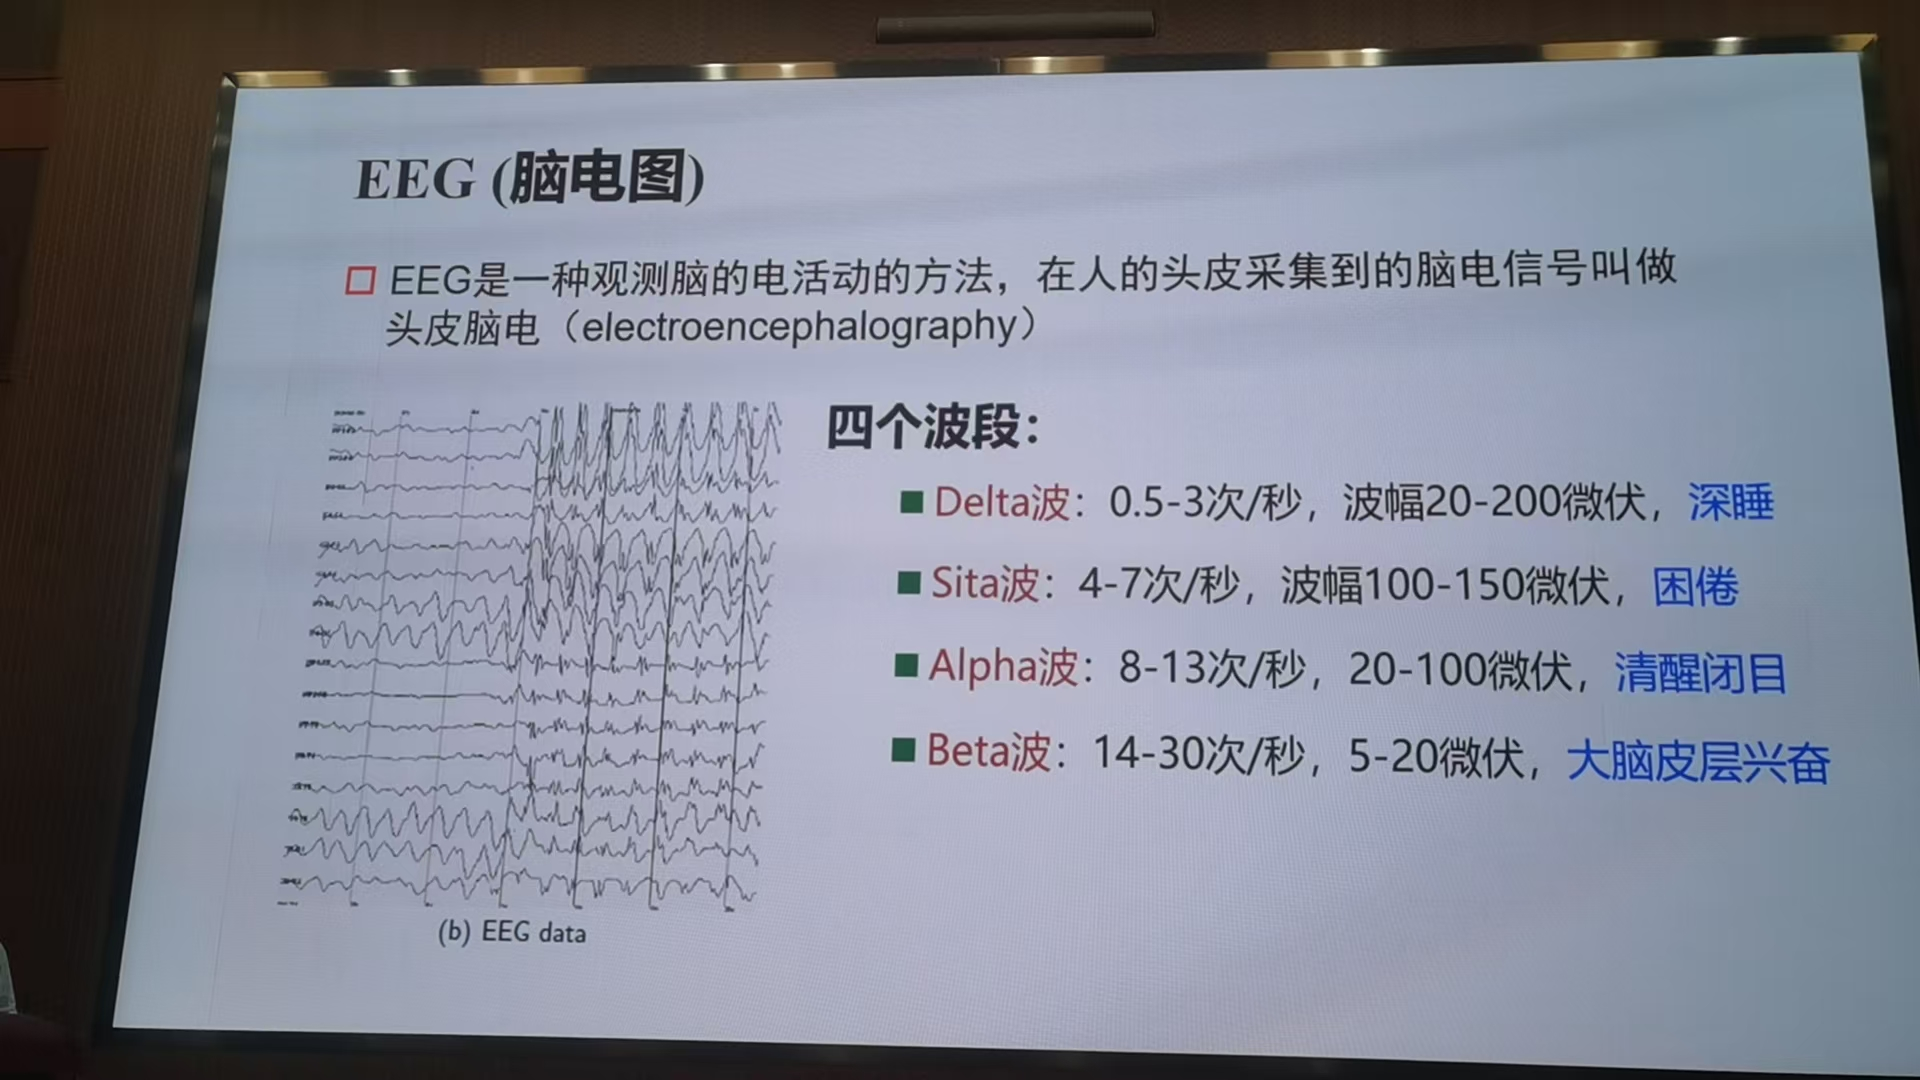 EEG (脑电图)
EEG是一种观测脑的电活动的方法，在人的头皮采集到的脑电信号叫做
头皮脑电（electroencephalography）
四个波段：
Delta波：0.5-3次/秒，波幅20-200微伏，深睡
Sita波：4-7次/秒，波幅100-150微伏，困倦
Alpha波：8-13次/秒，20-100微伏，清醒闭目
Beta波：14-30次/秒，5-20微伏，大脑皮层兴奋
(b) EEG data